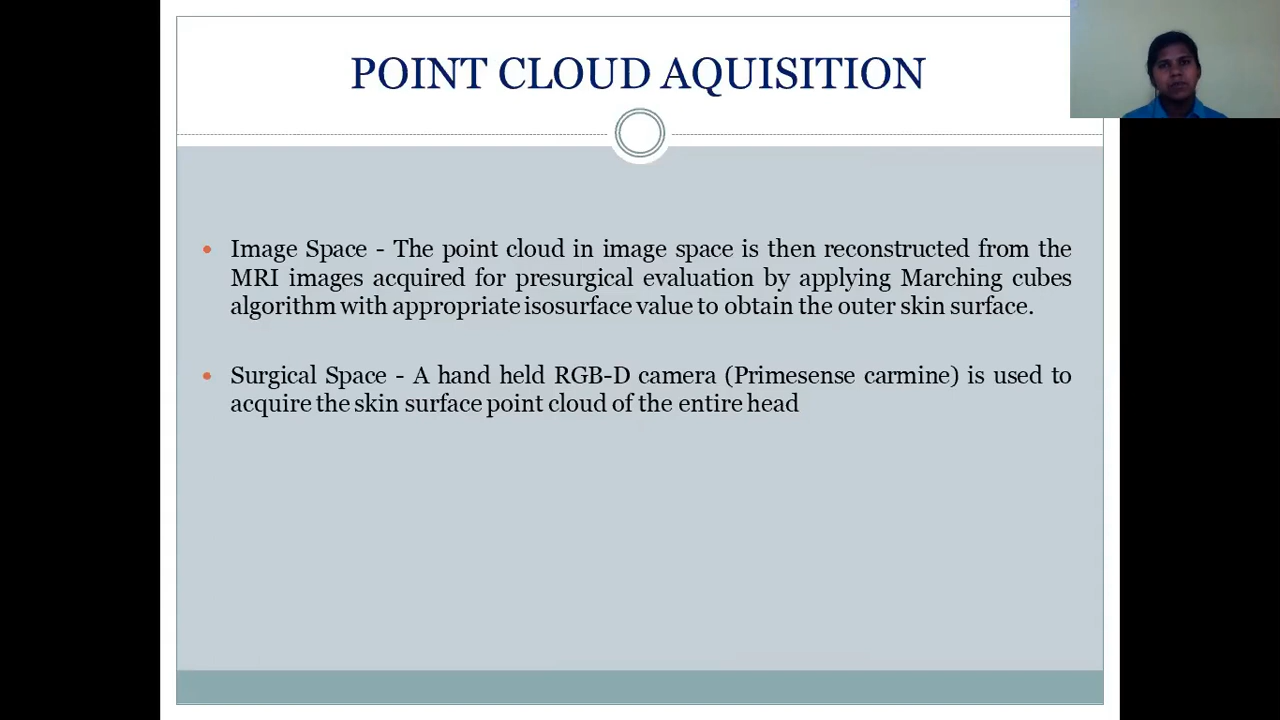 POINT CLOUD AQUISITION
Image Space - The point cloud in image space is then reconstructed from the
MRI images acquired for presurgical evaluation by applying Marching cubes
algorithm with appropriate isosurface value to obtain the outer skin surface.
Surgical Space - A hand held RGB-D camera (Primesense carmine) is used to
acquire the skin surface point cloud of the entire head